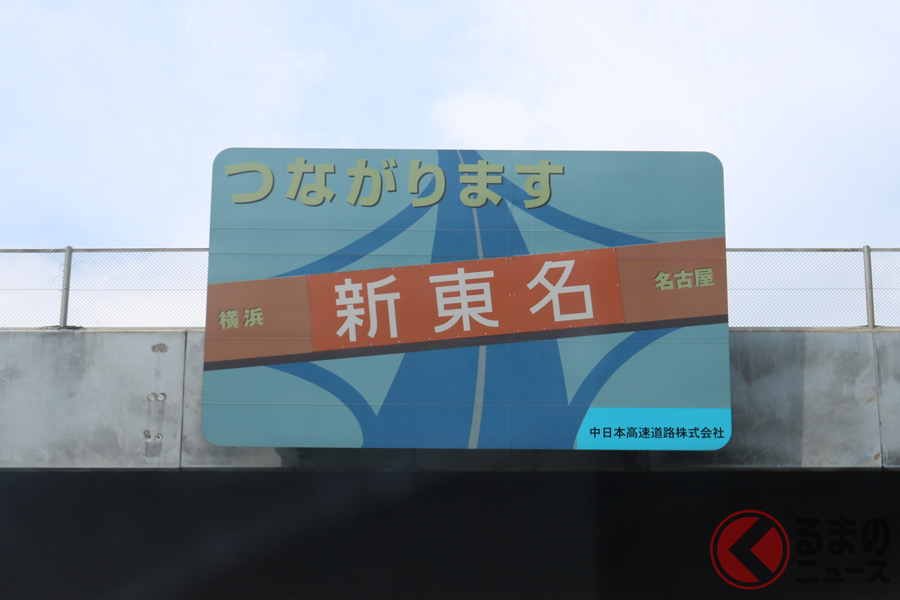 つながります
横浜 新東名 名古屋
中日本高速道路株式会社
くるまの
ニュース